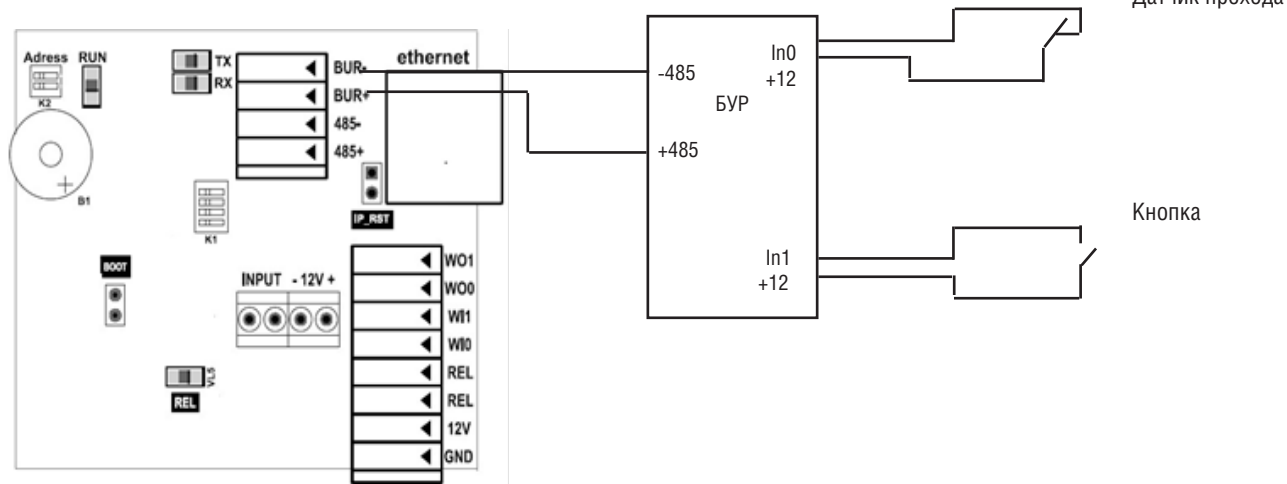 Датчик прохода
Adress RUN
K2
TX
RX
BUR-
BUR+
485-
485+
ethernet
B1
K1
IP_RST
BOOT
INPUT - 12V +
VL5
REL
WO1
WO0
WI1
WI0
REL
REL
12V
GND
-485
+485
БУР
In0
+12
In1
+12
Кнопка